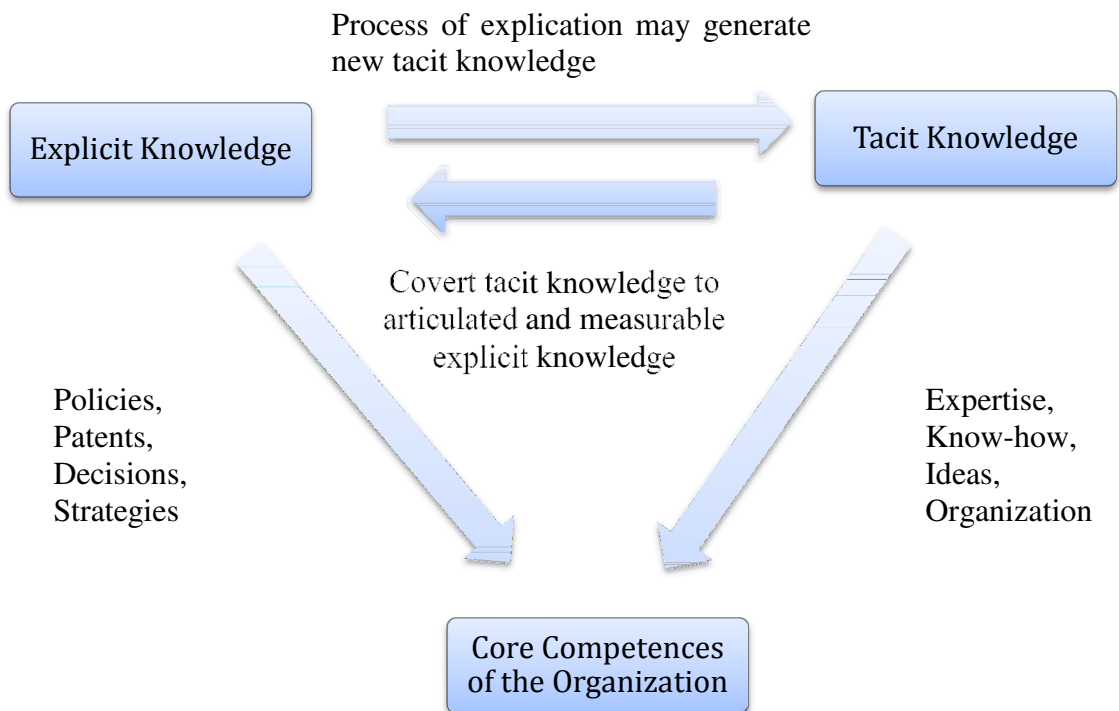 Process of explication may generate
new tacit knowledge
Explicit Knowledge
Tacit Knowledge
Covert tacit knowledge to
articulated and measurable
explicit knowledge
Policies,
Patents,
Decisions,
Strategies
Expertise,
Know-how,
Ideas,
Organization
Core Competences
of the Organization